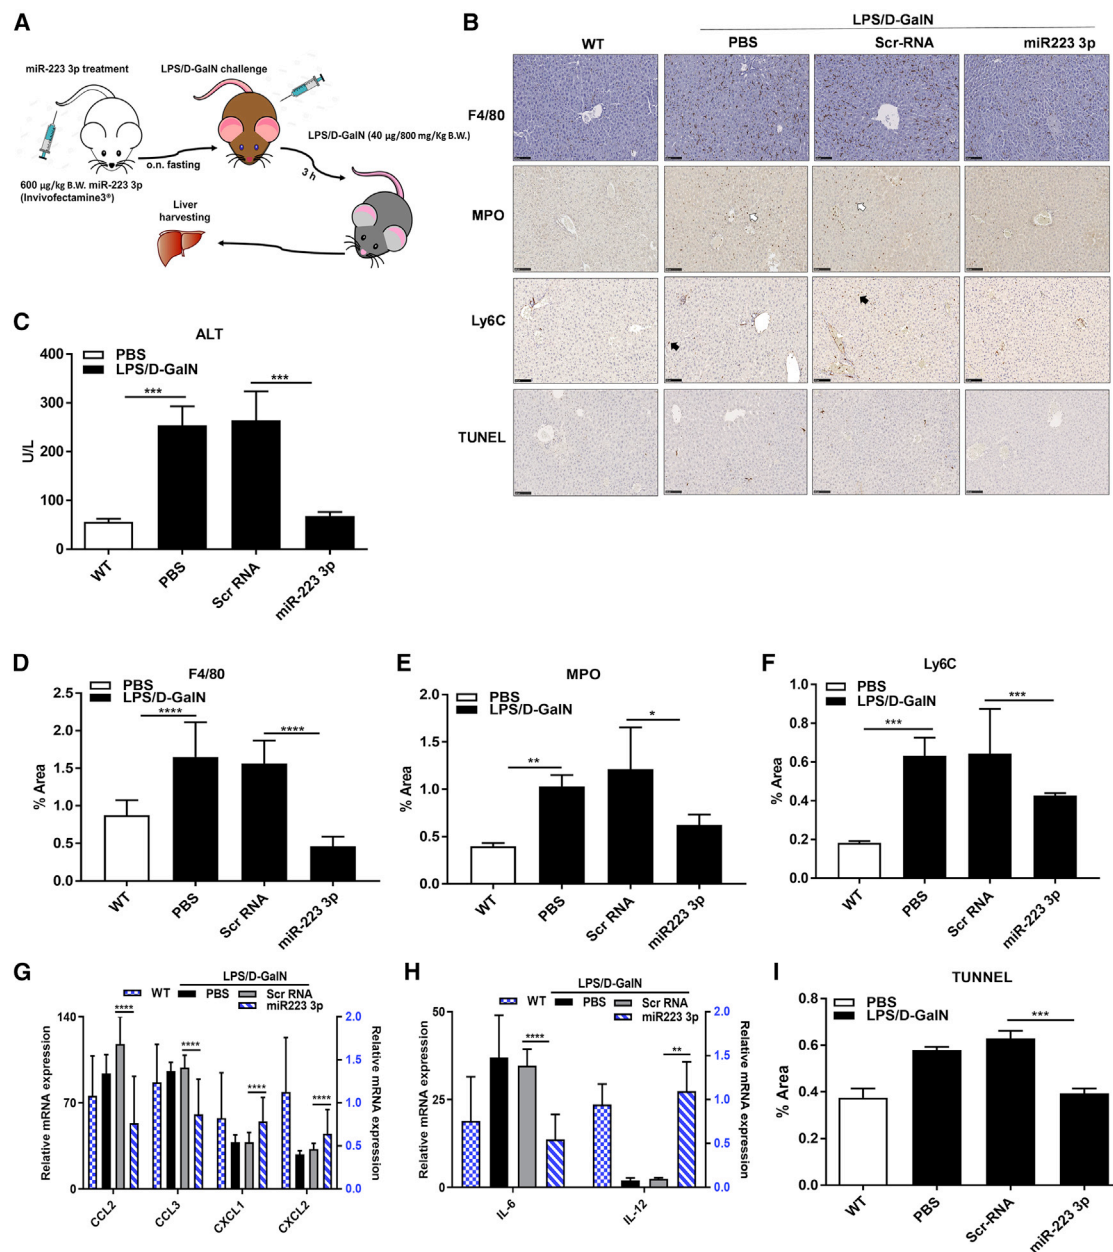 A
miR-223 3p treatment
LPS/D-GalN challenge
LPS/D-GalN (40 µg/800 mg/Kg B.W.)
o.n. fasting
3 h
600 µg/kg B.W. miR-223 3p
(Invivofectamine3®)
Liver
harvesting
B
LPS/D-GalN
WT PBS Scr-RNA miR223 3p
F4/80
MPO
Ly6C
TUNEL
C
ALT
PBS
LPS/D-GalN
***
***
U/L
400
300
200
100
0
WT PBS Scr RNA miR-223 3p
D
F4/80
PBS
LPS/D-GalN
****
****
% Area
2.5
2.0
1.5
1.0
0.5
0.0
WT PBS Scr RNA miR-223 3p
E
MPO
PBS
LPS/D-GalN
**
*
% Area
2.0
1.5
1.0
0.5
0.0
WT PBS Scr RNA miR223 3p
F
Ly6C
PBS
LPS/D-GalN
***
***
% Area
1.0
0.8
0.6
0.4
0.2
0.0
WT PBS Scr RNA miR-223 3p
G
LPS/D-GalN
WT PBS Scr RNA
miR223 3p
**** **** **** ****
Relative mRNA expression
140
70
0
Relative mRNA expression
2.0
1.5
1.0
0.5
0.0
CCL2 CCL3 CXCL1 CXCL2
H
LPS/D-GalN
WT PBS Scr RNA
miR223 3p
**** **
Relative mRNA expression
50
25
0
Relative mRNA expression
2.0
1.5
1.0
0.5
0.0
IL-6 IL-12
I
TUNNEL
PBS
LPS/D-GalN
***
% Area
0.8
0.6
0.4
0.2
0.0
WT PBS Scr-RNA miR-223 3p